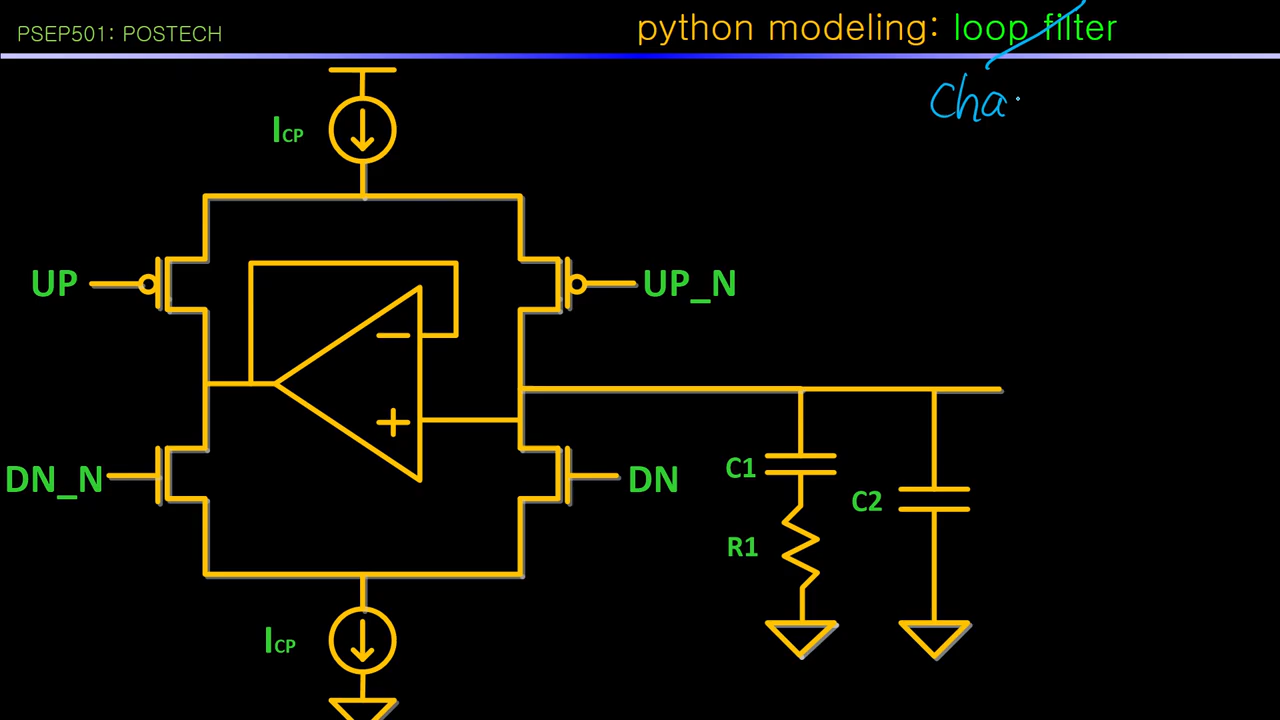 PSEP501: POSTECH
python modeling: loop filter
Cha
ICP
UP
UP_N
DN_N
DN
C1
C2
R1
ICP